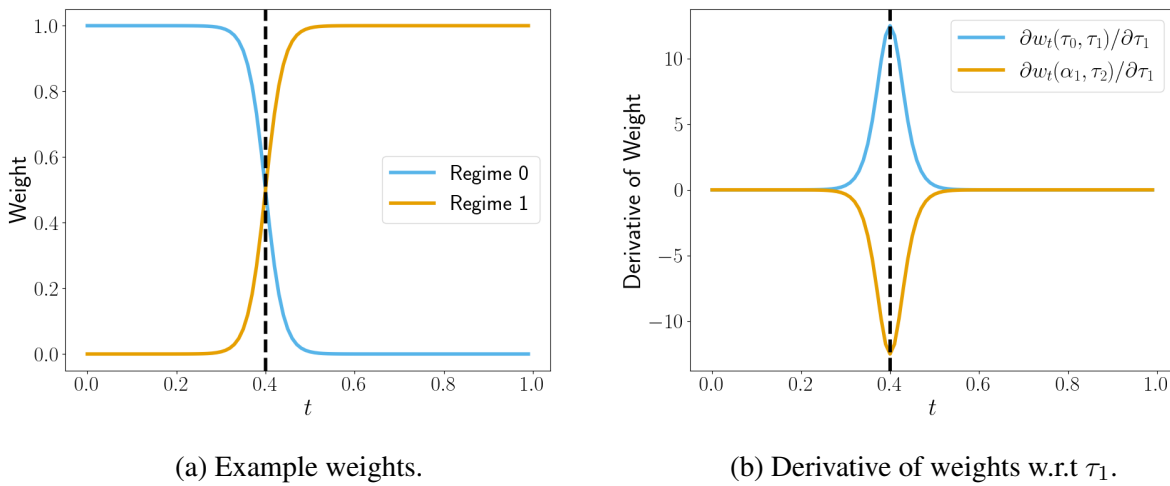 1.0
0.8
0.6
0.4
0.2
0.0
Weight
Regime 0
Regime 1
0.0 0.2 0.4 0.6 0.8 1.0
t
(a) Example weights.
10
5
0
−5
−10
Derivative of Weight
∂w_t(τ_0, τ_1)/∂τ_1
∂w_t(α_1, τ_2)/∂τ_1
0.0 0.2 0.4 0.6 0.8 1.0
t
(b) Derivative of weights w.r.t τ_1.